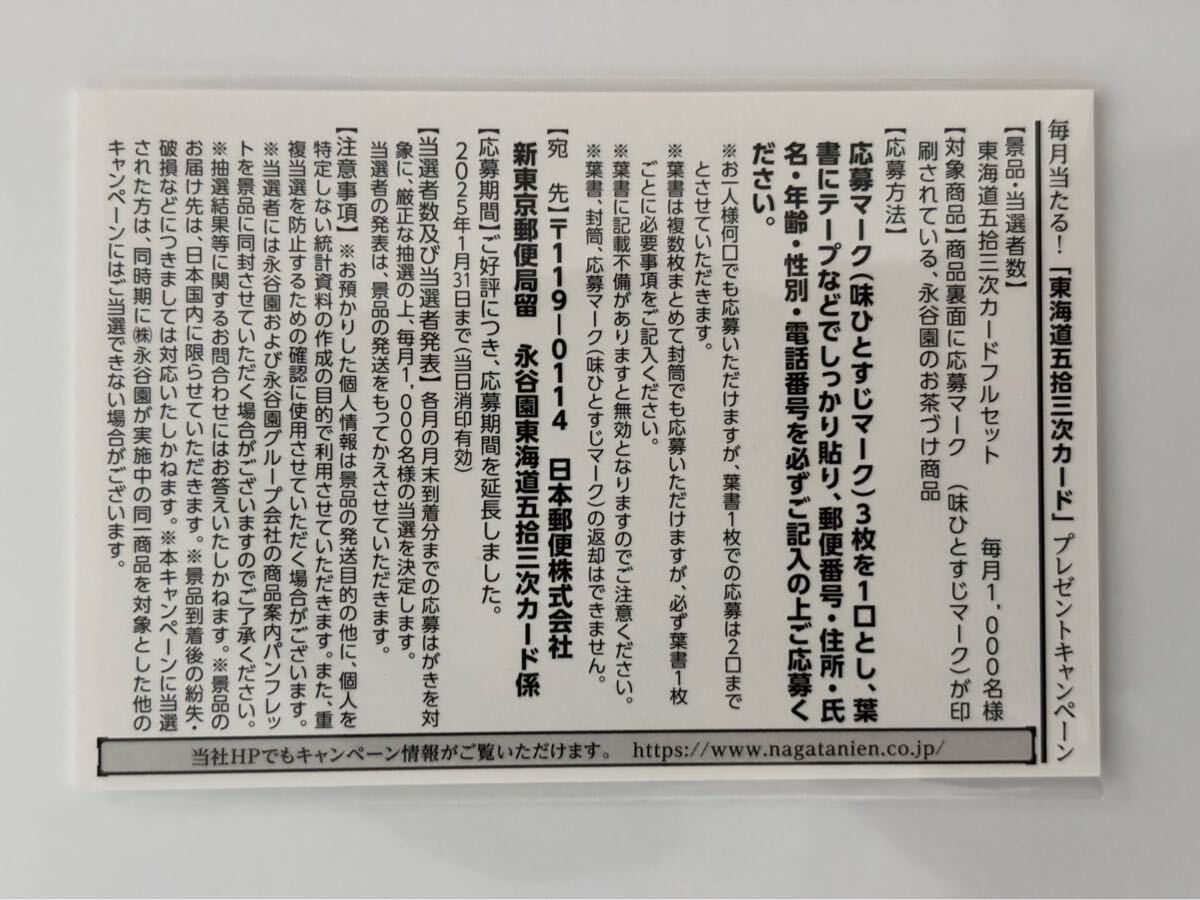 毎月当たる！「東海道五拾三次カード」プレゼントキャンペーン
【景品・当選者数】
東海道五拾三次カードフルセット　毎月1,000名様
【対象商品】商品裏面に応募マーク（味ひとすじマーク）が印
刷されている、永谷園のお茶づけ商品
【応募方法】
応募マーク（味ひとすじマーク）3枚を1口とし、葉
書にテープなどでしっかり貼り、郵便番号・住所・氏
名・年齢・性別・電話番号を必ずご記入の上ご応募く
ださい。
※お一人様何口でも応募いただけますが、葉書1枚での応募は2口まで
とさせていただきます。
※葉書は複数枚まとめて封筒でも応募いただけますが、必ず葉書1枚
ごとに必要事項をご記入ください。
※葉書に記載不備がありますと無効となりますのでご注意ください。
※葉書、封筒、応募マーク（味ひとすじマーク）の返却はできません。
【宛　先】〒119-0114　日本郵便株式会社
新東京郵便局留　永谷園東海道五拾三次カード係
【応募期間】ご好評につき、応募期間を延長しました。
2025年1月31日まで（当日消印有効）
【当選者数及び当選者発表】各月の月末到着分までの応募はがきを対
象に、厳正な抽選の上、毎月1,000名様の当選を決定します。
当選者の発表は、景品の発送をもってかえさせていただきます。
【注意事項】※お預かりした個人情報は景品の発送目的の他に、個人を
特定しない統計資料の作成の目的で利用させていただきます。また、重
複当選を防止するための確認に使用させていただく場合がございます。
※当選者には永谷園および永谷園グループ会社の商品案内パンフレッ
トを景品に同封させていただく場合がございますのでご了承ください。
※抽選結果等に関するお問合わせにはお答えいたしかねます。※景品の
お届け先は、日本国内に限らせていただきます。※景品到着後の紛失・
破損などにつきましては対応いたしかねます。※本キャンペーンに当選
された方は、同時期に㈱永谷園が実施中の同一商品を対象とした他の
キャンペーンにはご当選できない場合がございます。
当社HPでもキャンペーン情報がご覧いただけます。 https://www.nagatanien.co.jp/